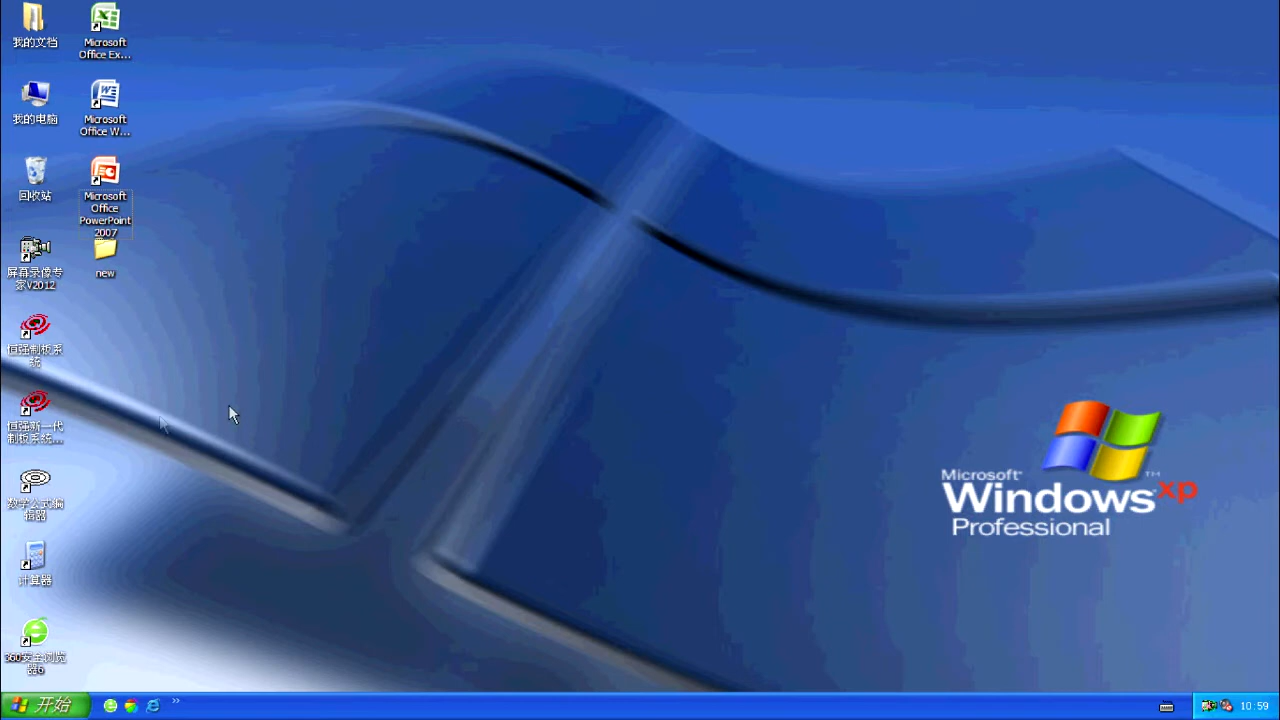 我的文档
Microsoft
Office Ex...
我的电脑
Microsoft
Office W...
回收站
Microsoft
Office
PowerPoint
2007
屏幕录像专
家V2012
new
恒强制板系
统
恒强新一代
制板系统...
数学公式编
辑器
计算器
360安全浏览
器6
Microsoft
Windows xp
Professional
TM
开始
10:59